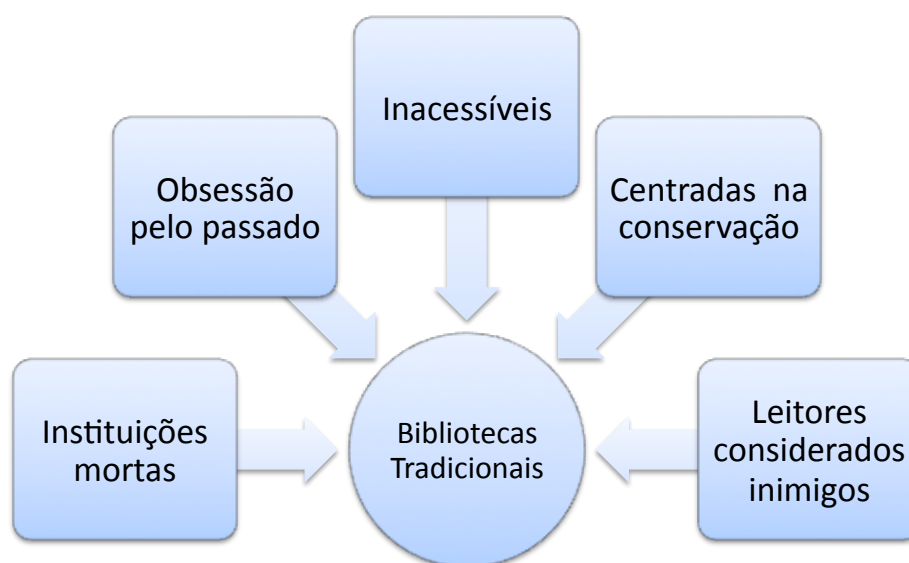 Inacessíveis
Obsessão
pelo passado
Centradas na
conservação
Instituições
mortas
Bibliotecas
Tradicionais
Leitores
considerados
inimigos